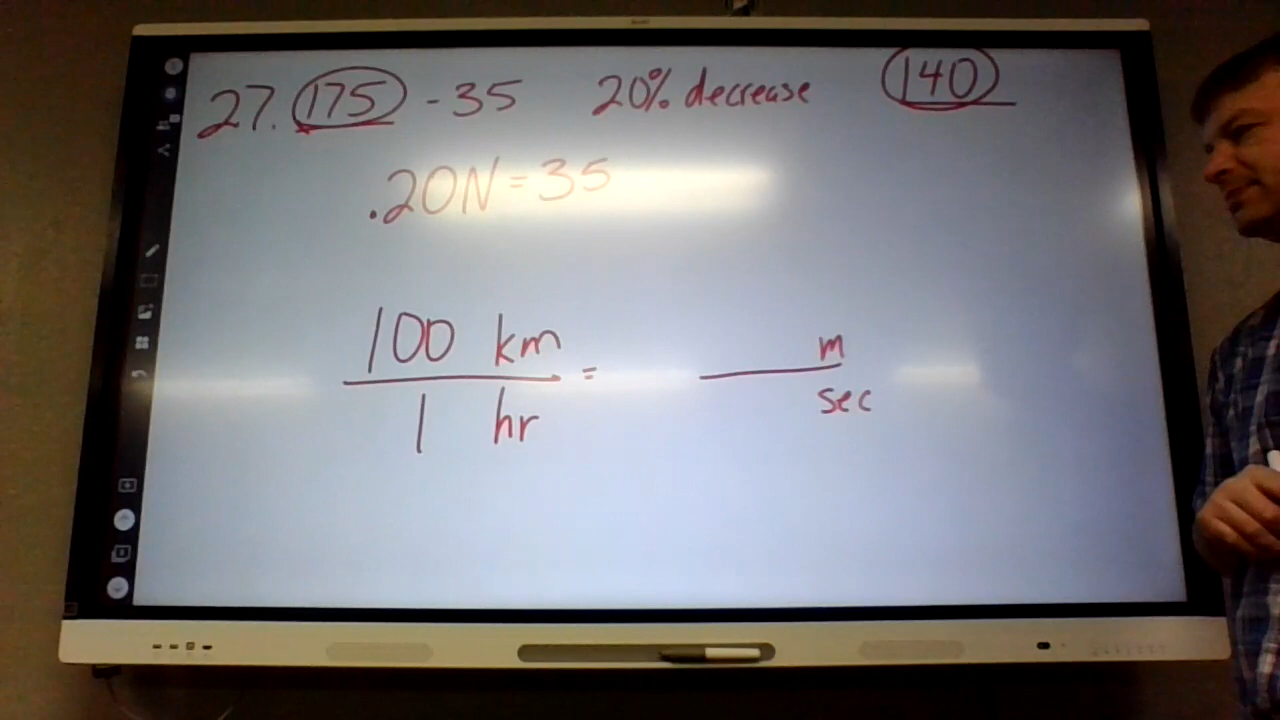 27. 175 - 35 20% decrease 140
.20N = 35
100 km = m
1 hr sec